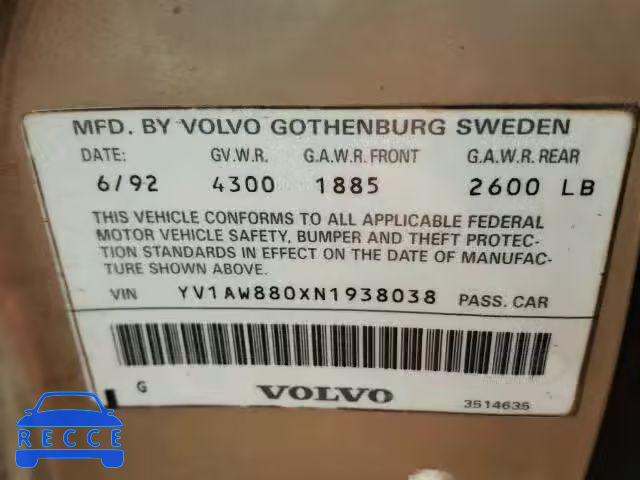 MFD. BY VOLVO GOTHENBURG SWEDEN
DATE: G.V.W.R. G.A.W.R. FRONT G.A.W.R. REAR
6/92 4300 1885 2600 LB
THIS VEHICLE CONFORMS TO ALL APPLICABLE FEDERAL
MOTOR VEHICLE SAFETY, BUMPER AND THEFT PROTEC-
TION STANDARDS IN EFFECT ON THE DATE OF MANUFAC-
TURE SHOWN ABOVE.
VIN YV1AW880XN1938038 PASS. CAR
G VOLVO 3514635
RECCE